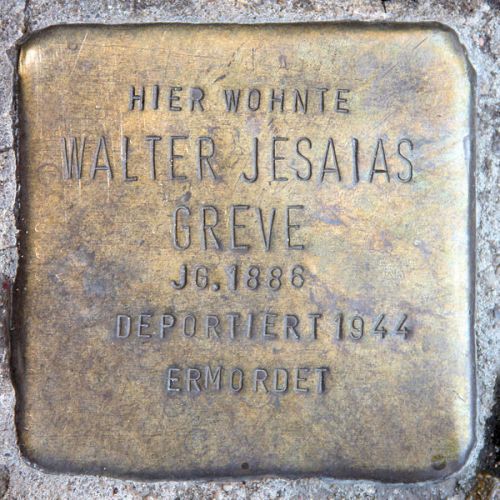 HIER WOHNTE
WALTER JESAIAS
GREVE
JG. 1886
DEPORTIERT 1944
ERMORDET